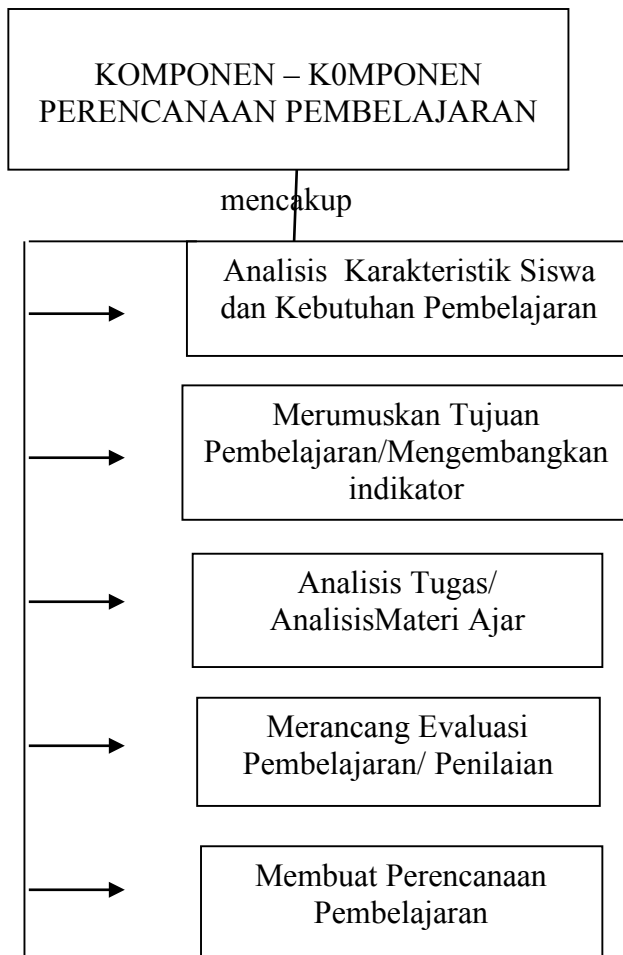 KOMPONEN – K0MPONEN
PERENCANAAN PEMBELAJARAN
mencakup
Analisis  Karakteristik Siswa
dan Kebutuhan Pembelajaran
Merumuskan Tujuan
Pembelajaran/Mengembangkan
indikator
Analisis Tugas/
AnalisisMateri Ajar
Merancang Evaluasi
Pembelajaran/ Penilaian
Membuat Perencanaan
Pembelajaran